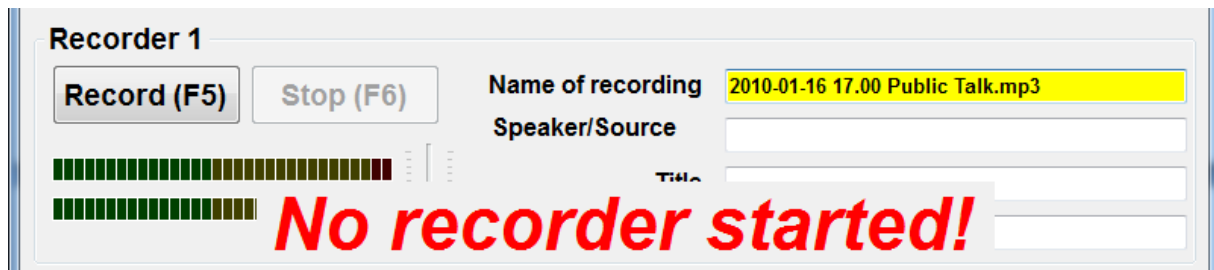 Recorder 1
Record (F5)
Stop (F6)
Name of recording
2010-01-16 17.00 Public Talk.mp3
Speaker/Source
Title
No recorder started!